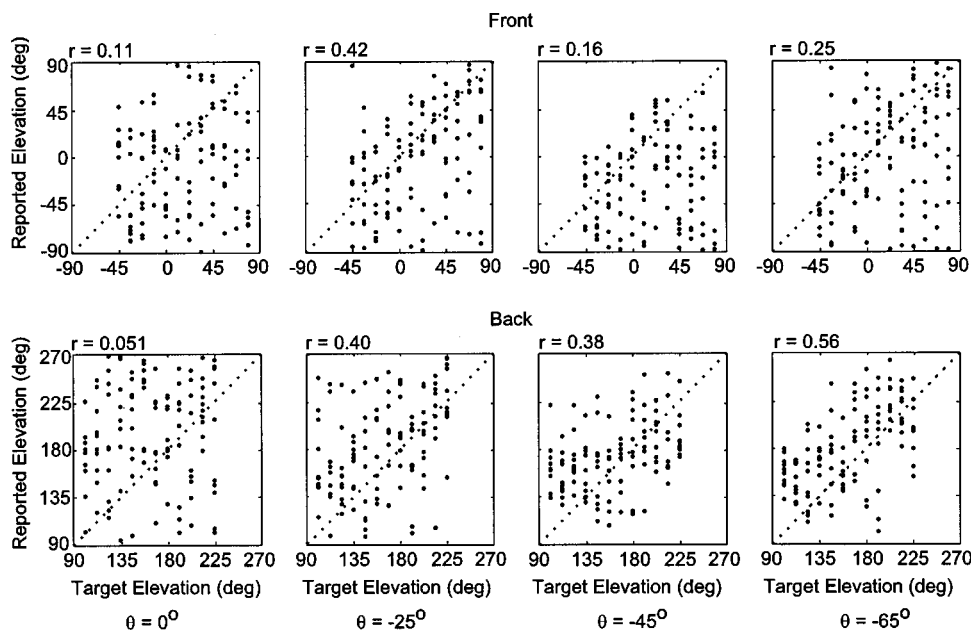 Front
r = 0.11 r = 0.42 r = 0.16 r = 0.25
Reported Elevation (deg)
90
45
0
-45
-90
-90 -45 0 45 90 -90 -45 0 45 90 -90 -45 0 45 90 -90 -45 0 45 90
Back
r = 0.051 r = 0.40 r = 0.38 r = 0.56
Reported Elevation (deg)
270
225
180
135
90
90 135 180 225 270 90 135 180 225 270 90 135 180 225 270 90 135 180 225 270
Target Elevation (deg) Target Elevation (deg) Target Elevation (deg) Target Elevation (deg)
θ = 0° θ = -25° θ = -45° θ = -65°